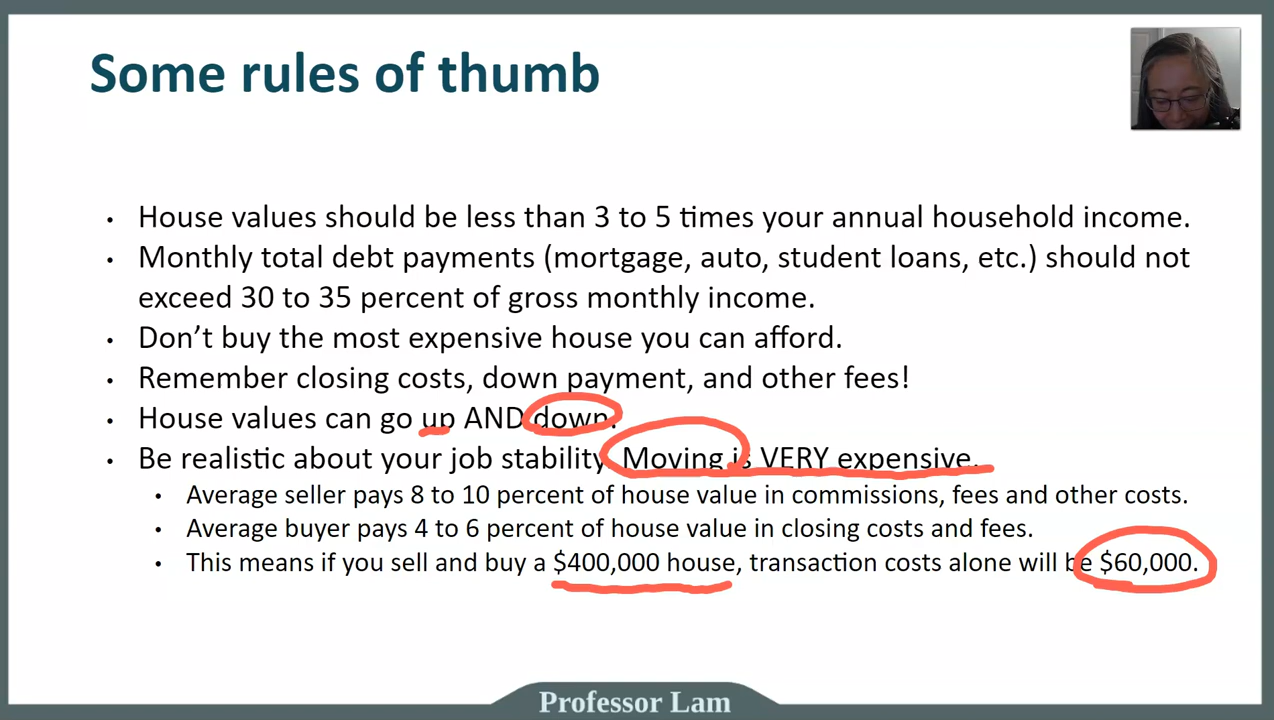 Some rules of thumb
• House values should be less than 3 to 5 times your annual household income.
• Monthly total debt payments (mortgage, auto, student loans, etc.) should not
exceed 30 to 35 percent of gross monthly income.
• Don’t buy the most expensive house you can afford.
• Remember closing costs, down payment, and other fees!
• House values can go up AND down.
• Be realistic about your job stability. Moving is VERY expensive.
• Average seller pays 8 to 10 percent of house value in commissions, fees and other costs.
• Average buyer pays 4 to 6 percent of house value in closing costs and fees.
• This means if you sell and buy a $400,000 house, transaction costs alone will be $60,000.
Professor Lam